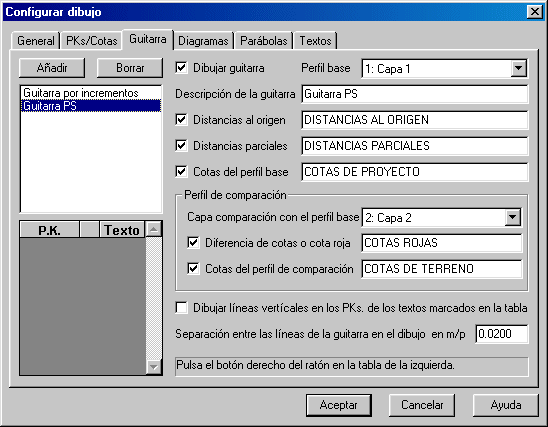 Configurar dibujo
General PKs/Cotas Guitarra Diagramas Parábolas Textos
Añadir Borrar
Guitarra por incrementos
Guitarra PS
P.K. Texto
Dibujar guitarra Perfil base 1: Capa 1
Descripción de la guitarra Guitarra PS
Distancias al origen DISTANCIAS AL ORIGEN
Distancias parciales DISTANCIAS PARCIALES
Cotas del perfil base COTAS DE PROYECTO
Perfil de comparación
Capa comparación con el perfil base 2: Capa 2
Diferencia de cotas o cota roja COTAS ROJAS
Cotas del perfil de comparación COTAS DE TERRENO
Dibujar líneas vertícales en los PKs. de los textos marcados en la tabla
Separación entre las líneas de la guitarra en el dibujo en m/p 0.0200
Pulsa el botón derecho del ratón en la tabla de la izquierda.
Aceptar Cancelar Ayuda